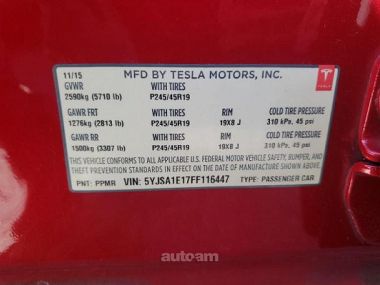 11/15 MFD BY TESLA MOTORS, INC.
GVWR WITH TIRES
2590kg (5710 lb) P245/45R19
GAWR FRT WITH TIRES RIM COLD TIRE PRESSURE
1276kg (2813 lb) P245/45R19 19X8 J 310 kPa, 45 psi
GAWR RR WITH TIRES RIM COLD TIRE PRESSURE
1500kg (3307 lb) P245/45R19 19X8 J 310 kPa, 45 psi
THIS VEHICLE CONFORMS TO ALL APPLICABLE U.S. FEDERAL MOTOR VEHICLE SAFETY, BUMPER, AND
THEFT PREVENTION STANDARDS IN EFFECT ON THE DATE OF MANUFACTURE SHOWN ABOVE.
PNT: PPMR VIN: 5YJSA1E17FF116447 TYPE: PASSENGER CAR
TESLA
autoam